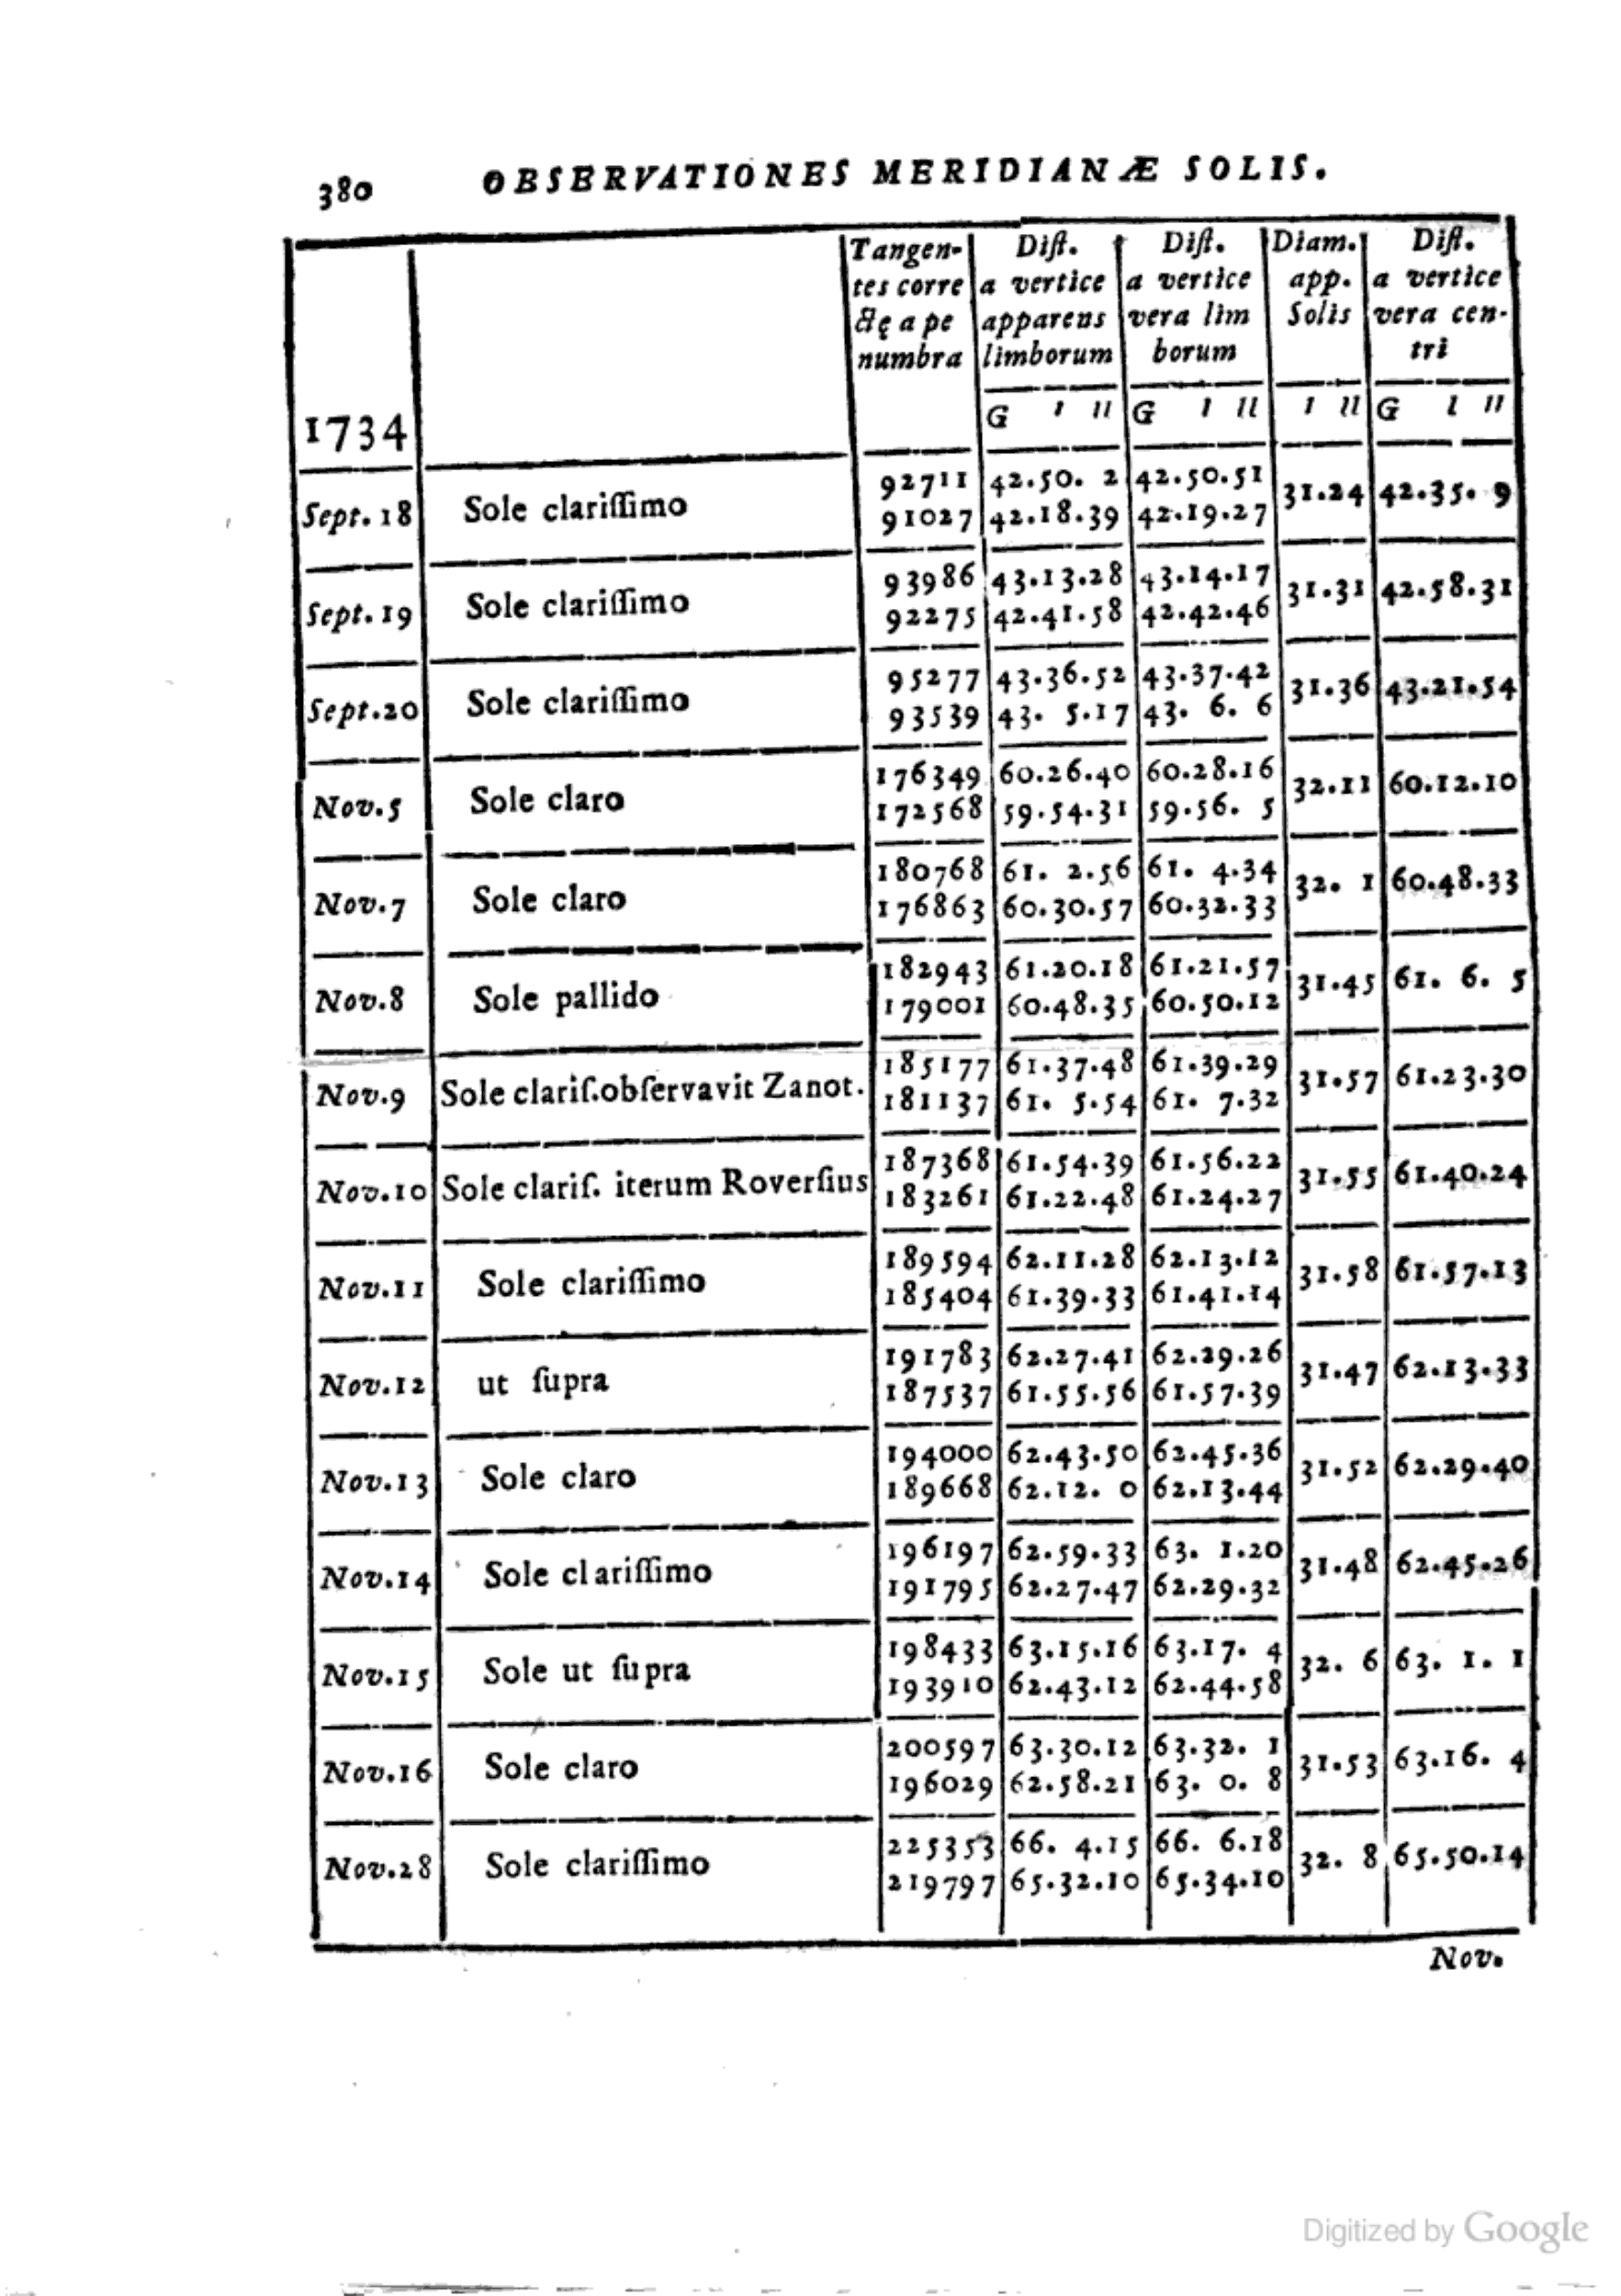 380 OBSERVATIONES MERIDIANÆ SOLIS.
Tangen- Diſt. Diſt. Diam. Diſt.
tes corre a vertice a vertice app. a vertice
ctę a pe apparens vera lim Solis vera cen-
numbra limborum borum tri
G I II G I II I II G I II
1734
92711 42.50. 2 42.50.51
Sept. 18 Sole clariſſimo 31.24 42.35. 9
91027 42.18.39 42.19.27
93986 43.13.28 43.14.17
Sept. 19 Sole clariſſimo 31.31 42.58.31
92275 42.41.58 42.42.46
95277 43.36.52 43.37.42
Sept.20 Sole clariſſimo 31.36 43.21.54
93539 43. 5.17 43. 6. 6
176349 60.26.40 60.28.16
Nov.5 Sole claro 32.11 60.12.10
172568 59.54.31 59.56. 5
180768 61. 2.56 61. 4.34
Nov.7 Sole claro 32. 1 60.48.33
176863 60.30.57 60.32.33
182943 61.20.18 61.21.57
Nov.8 Sole pallido 31.45 61. 6. 5
179001 60.48.35 60.50.12
185177 61.37.48 61.39.29
Nov.9 Sole clariſ.obſervavit Zanot. 31.57 61.23.30
181137 61. 5.54 61. 7.32
187368 61.54.39 61.56.22
Nov.10 Sole clariſ. iterum Roverſius 31.55 61.40.24
183261 61.22.48 61.24.27
189594 62.11.28 62.13.12
Nov.11 Sole clariſſimo 31.58 61.57.13
185404 61.39.33 61.41.14
191783 62.27.41 62.29.26
Nov.12 ut ſupra 31.47 62.13.33
187537 61.55.56 61.57.39
194000 62.43.50 62.45.36
Nov.13 Sole claro 31.52 62.29.40
189668 62.12. 0 62.13.44
196197 62.59.33 63. 1.20
Nov.14 Sole clariſſimo 31.48 62.45.26
191795 62.27.47 62.29.32
198433 63.15.16 63.17. 4
Nov.15 Sole ut ſupra 32. 6 63. 1. 1
193910 62.43.12 62.44.58
200597 63.30.12 63.32. 1
Nov.16 Sole claro 31.53 63.16. 4
196029 62.58.21 63. 0. 8
225353 66. 4.15 66. 6.18
Nov.28 Sole clariſſimo 32. 8 65.50.14
219797 65.32.10 65.34.10
Nov.
Digitized by Google